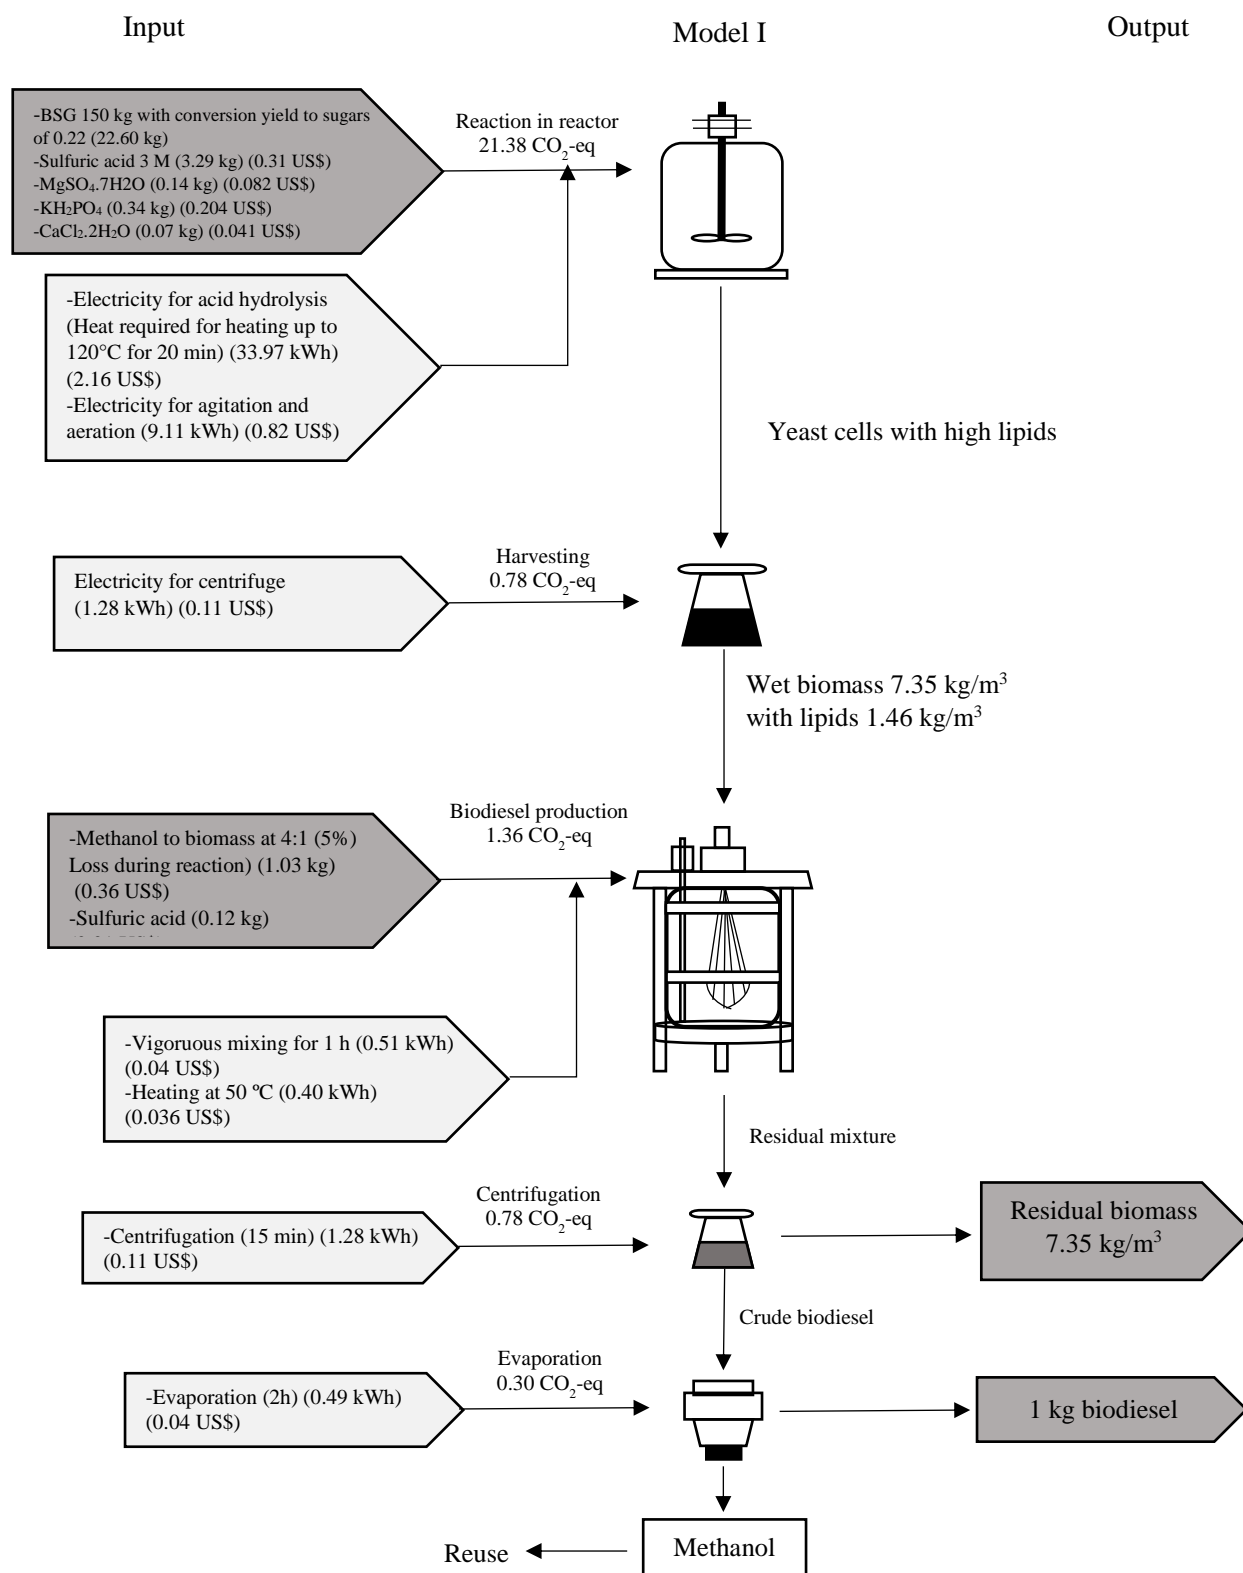 Input
Model I
Output
-BSG 150 kg with conversion yield to sugars
of 0.22 (22.60 kg)
-Sulfuric acid 3 M (3.29 kg) (0.31 US$)
-MgSO₄.7H2O (0.14 kg) (0.082 US$)
-KH₂PO₄ (0.34 kg) (0.204 US$)
-CaCl₂.2H₂O (0.07 kg) (0.041 US$)
Reaction in reactor
21.38 CO₂-eq
-Electricity for acid hydrolysis
(Heat required for heating up to
120°C for 20 min) (33.97 kWh)
(2.16 US$)
-Electricity for agitation and
aeration (9.11 kWh) (0.82 US$)
Yeast cells with high lipids
Electricity for centrifuge
(1.28 kWh) (0.11 US$)
Harvesting
0.78 CO₂-eq
Wet biomass 7.35 kg/m³
with lipids 1.46 kg/m³
-Methanol to biomass at 4:1 (5%)
Loss during reaction) (1.03 kg)
(0.36 US$)
-Sulfuric acid (0.12 kg)
Biodiesel production
1.36 CO₂-eq
-Vigoruous mixing for 1 h (0.51 kWh)
(0.04 US$)
-Heating at 50 ºC (0.40 kWh)
(0.036 US$)
Residual mixture
-Centrifugation (15 min) (1.28 kWh)
(0.11 US$)
Centrifugation
0.78 CO₂-eq
Residual biomass
7.35 kg/m³
Crude biodiesel
-Evaporation (2h) (0.49 kWh)
(0.04 US$)
Evaporation
0.30 CO₂-eq
1 kg biodiesel
Methanol
Reuse